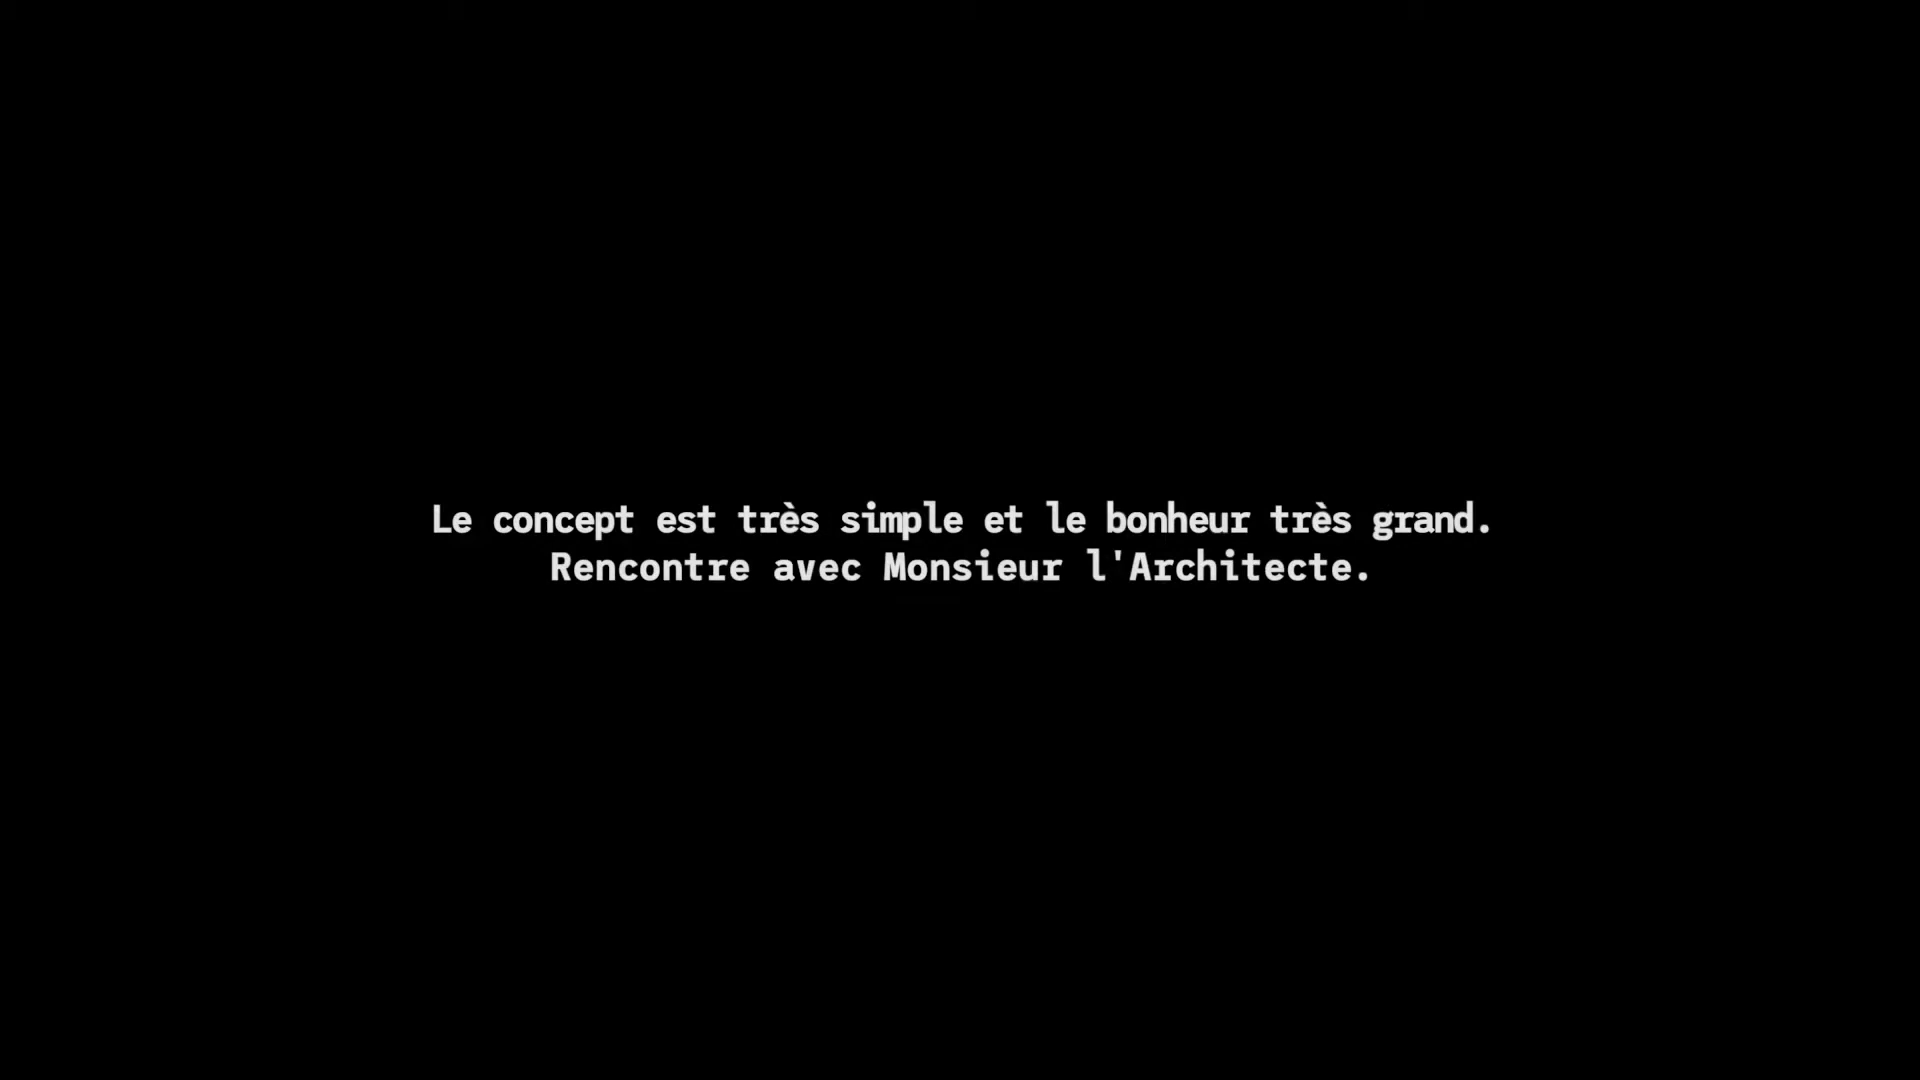 Le concept est très simple et le bonheur très grand.
Rencontre avec Monsieur l'Architecte.